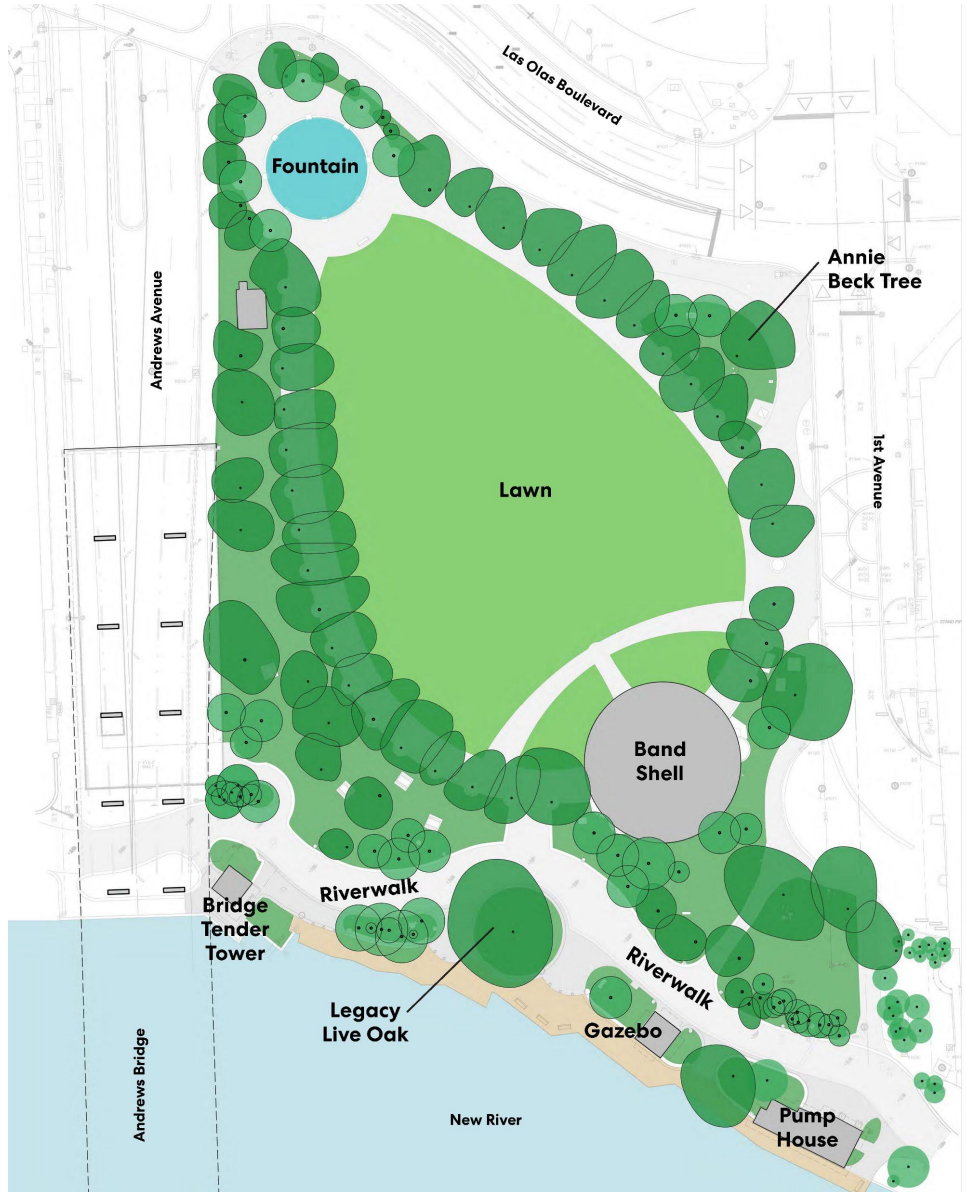 Las Olas Boulevard
Fountain
Annie
Beck Tree
Andrews Avenue
1st Avenue
Lawn
Band
Shell
Riverwalk
Bridge
Tender
Tower
Riverwalk
Legacy
Live Oak
Gazebo
Andrews Bridge
New River
Pump
House